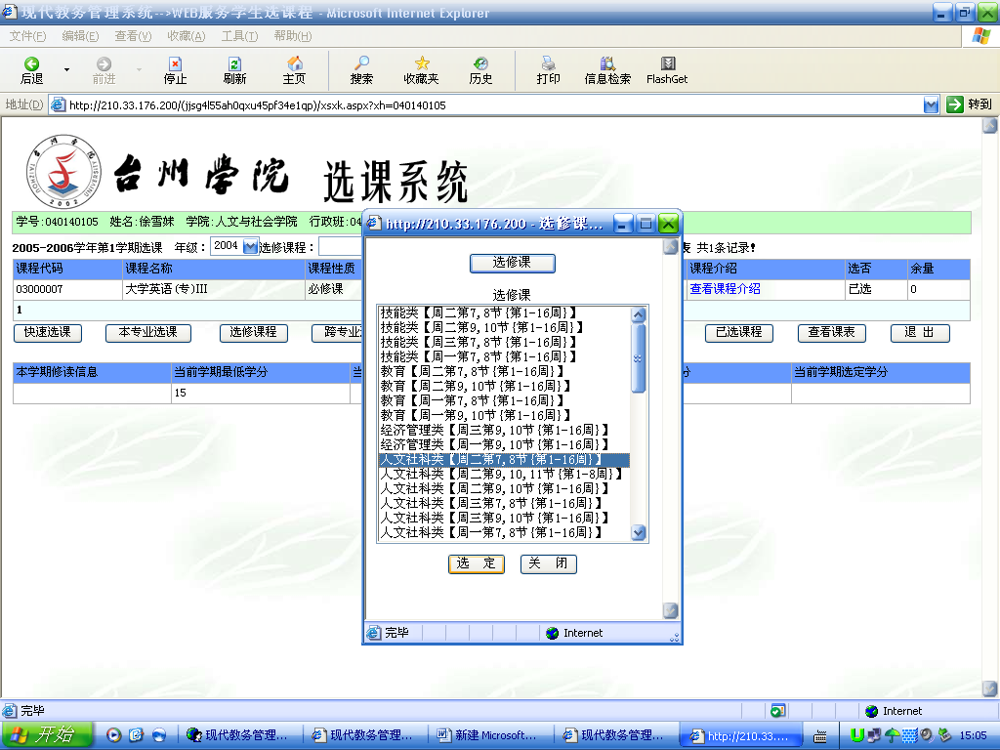 现代教务管理系统-->WEB服务学生选课程 - Microsoft Internet Explorer
文件(F) 编辑(E) 查看(V) 收藏(A) 工具(T) 帮助(H)
后退 前进 停止 刷新 主页 搜索 收藏夹 历史 打印 信息检索 FlashGet
地址(D) http://210.33.176.200/(jjsg4l55ah0qxu45pf34e1qp)/xsxk.aspx?xh=040140105 转到
台州学院 选课系统
台州学院
TAIZHOU UNIVERSITY
2002
学号:040140105 姓名:徐雪妹 学院:人文与社会学院 行政班:04
2005-2006学年第1学期选课 年级: 2004 选修课程: 表 共1条记录!
课程代码 课程名称 课程性质 课程介绍 选否 余量
03000007 大学英语(专)III 必修课 查看课程介绍 已选 0
1
快速选课 本专业选课 选修课程 跨专业 已选课程 查看课表 退 出
本学期修读信息 当前学期最低学分 当 分 当前学期选定学分
15
http://210.33.176.200 - 选修课...
选修课
选修课
技能类【周二第7,8节{第1-16周}】
技能类【周二第9,10节{第1-16周}】
技能类【周三第7,8节{第1-16周}】
技能类【周一第7,8节{第1-16周}】
教育【周二第7,8节{第1-16周}】
教育【周二第9,10节{第1-16周}】
教育【周一第7,8节{第1-16周}】
教育【周一第9,10节{第1-16周}】
经济管理类【周三第9,10节{第1-16周}】
经济管理类【周一第9,10节{第1-16周}】
人文社科类【周二第7,8节{第1-16周}】
人文社科类【周二第9,10,11节{第1-8周}】
人文社科类【周二第9,10节{第1-16周}】
人文社科类【周三第7,8节{第1-16周}】
人文社科类【周三第9,10节{第1-16周}】
人文社科类【周一第7,8节{第1-16周}】
选 定 关 闭
完毕 Internet
完毕 Internet
开始 现代教务管理... 现代教务管理... 新建 Microsoft... 现代教务管理... http://210.33.... 15:05